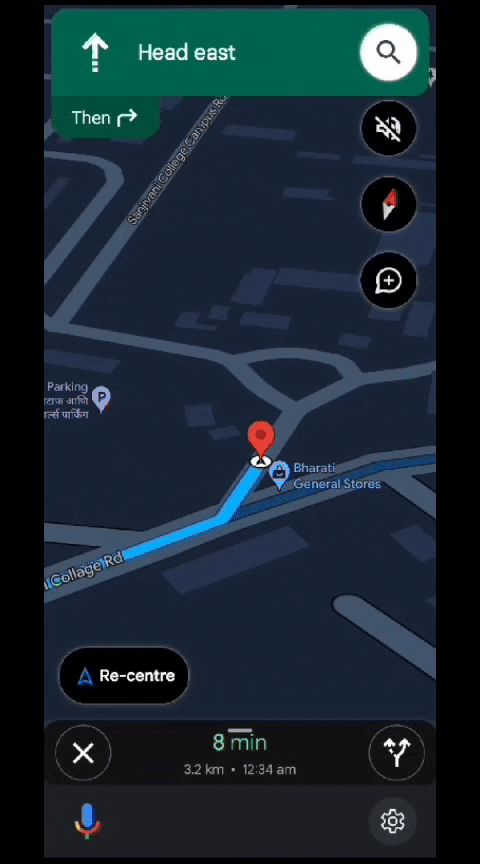 Head east
Then
Sanjivani College Campus Rd
Parking
टाफ आणि
र्ल्स पार्किंग
Bharati
General Stores
i Collage Rd
Re-centre
8 min
3.2 km • 12:34 am